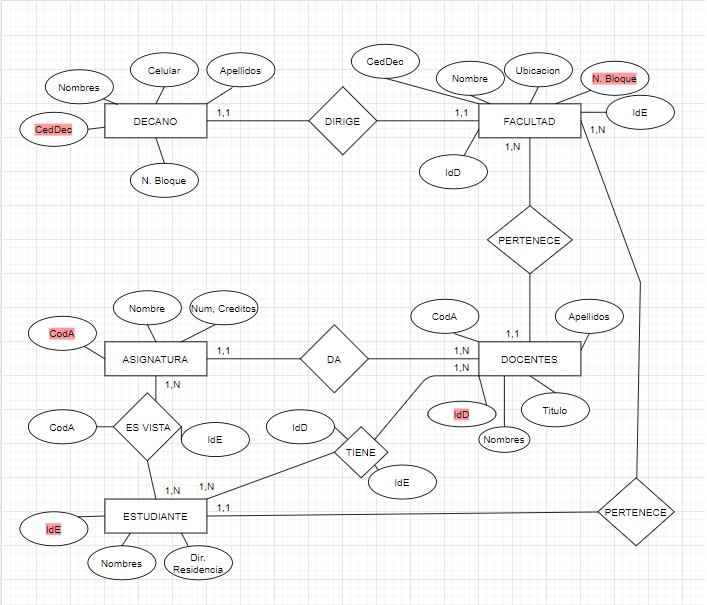 CedDec
Celular
Apellidos
Nombres
Nombre
Ubicacion
N. Bloque
CedDec
IdE
DECANO
1,1
DIRIGE
1,1
FACULTAD
1,N
1,N
N. Bloque
IdD
PERTENECE
Nombre
Num, Creditos
CodA
Apellidos
CodA
1,1
ASIGNATURA
1,1
DA
1,N
DOCENTES
1,N
1,N
IdD
Titulo
CodA
ES VISTA
IdE
IdD
Nombres
TIENE
IdE
1,N
1,N
1,1
ESTUDIANTE
PERTENECE
IdE
Nombres
Dir.
Residencia